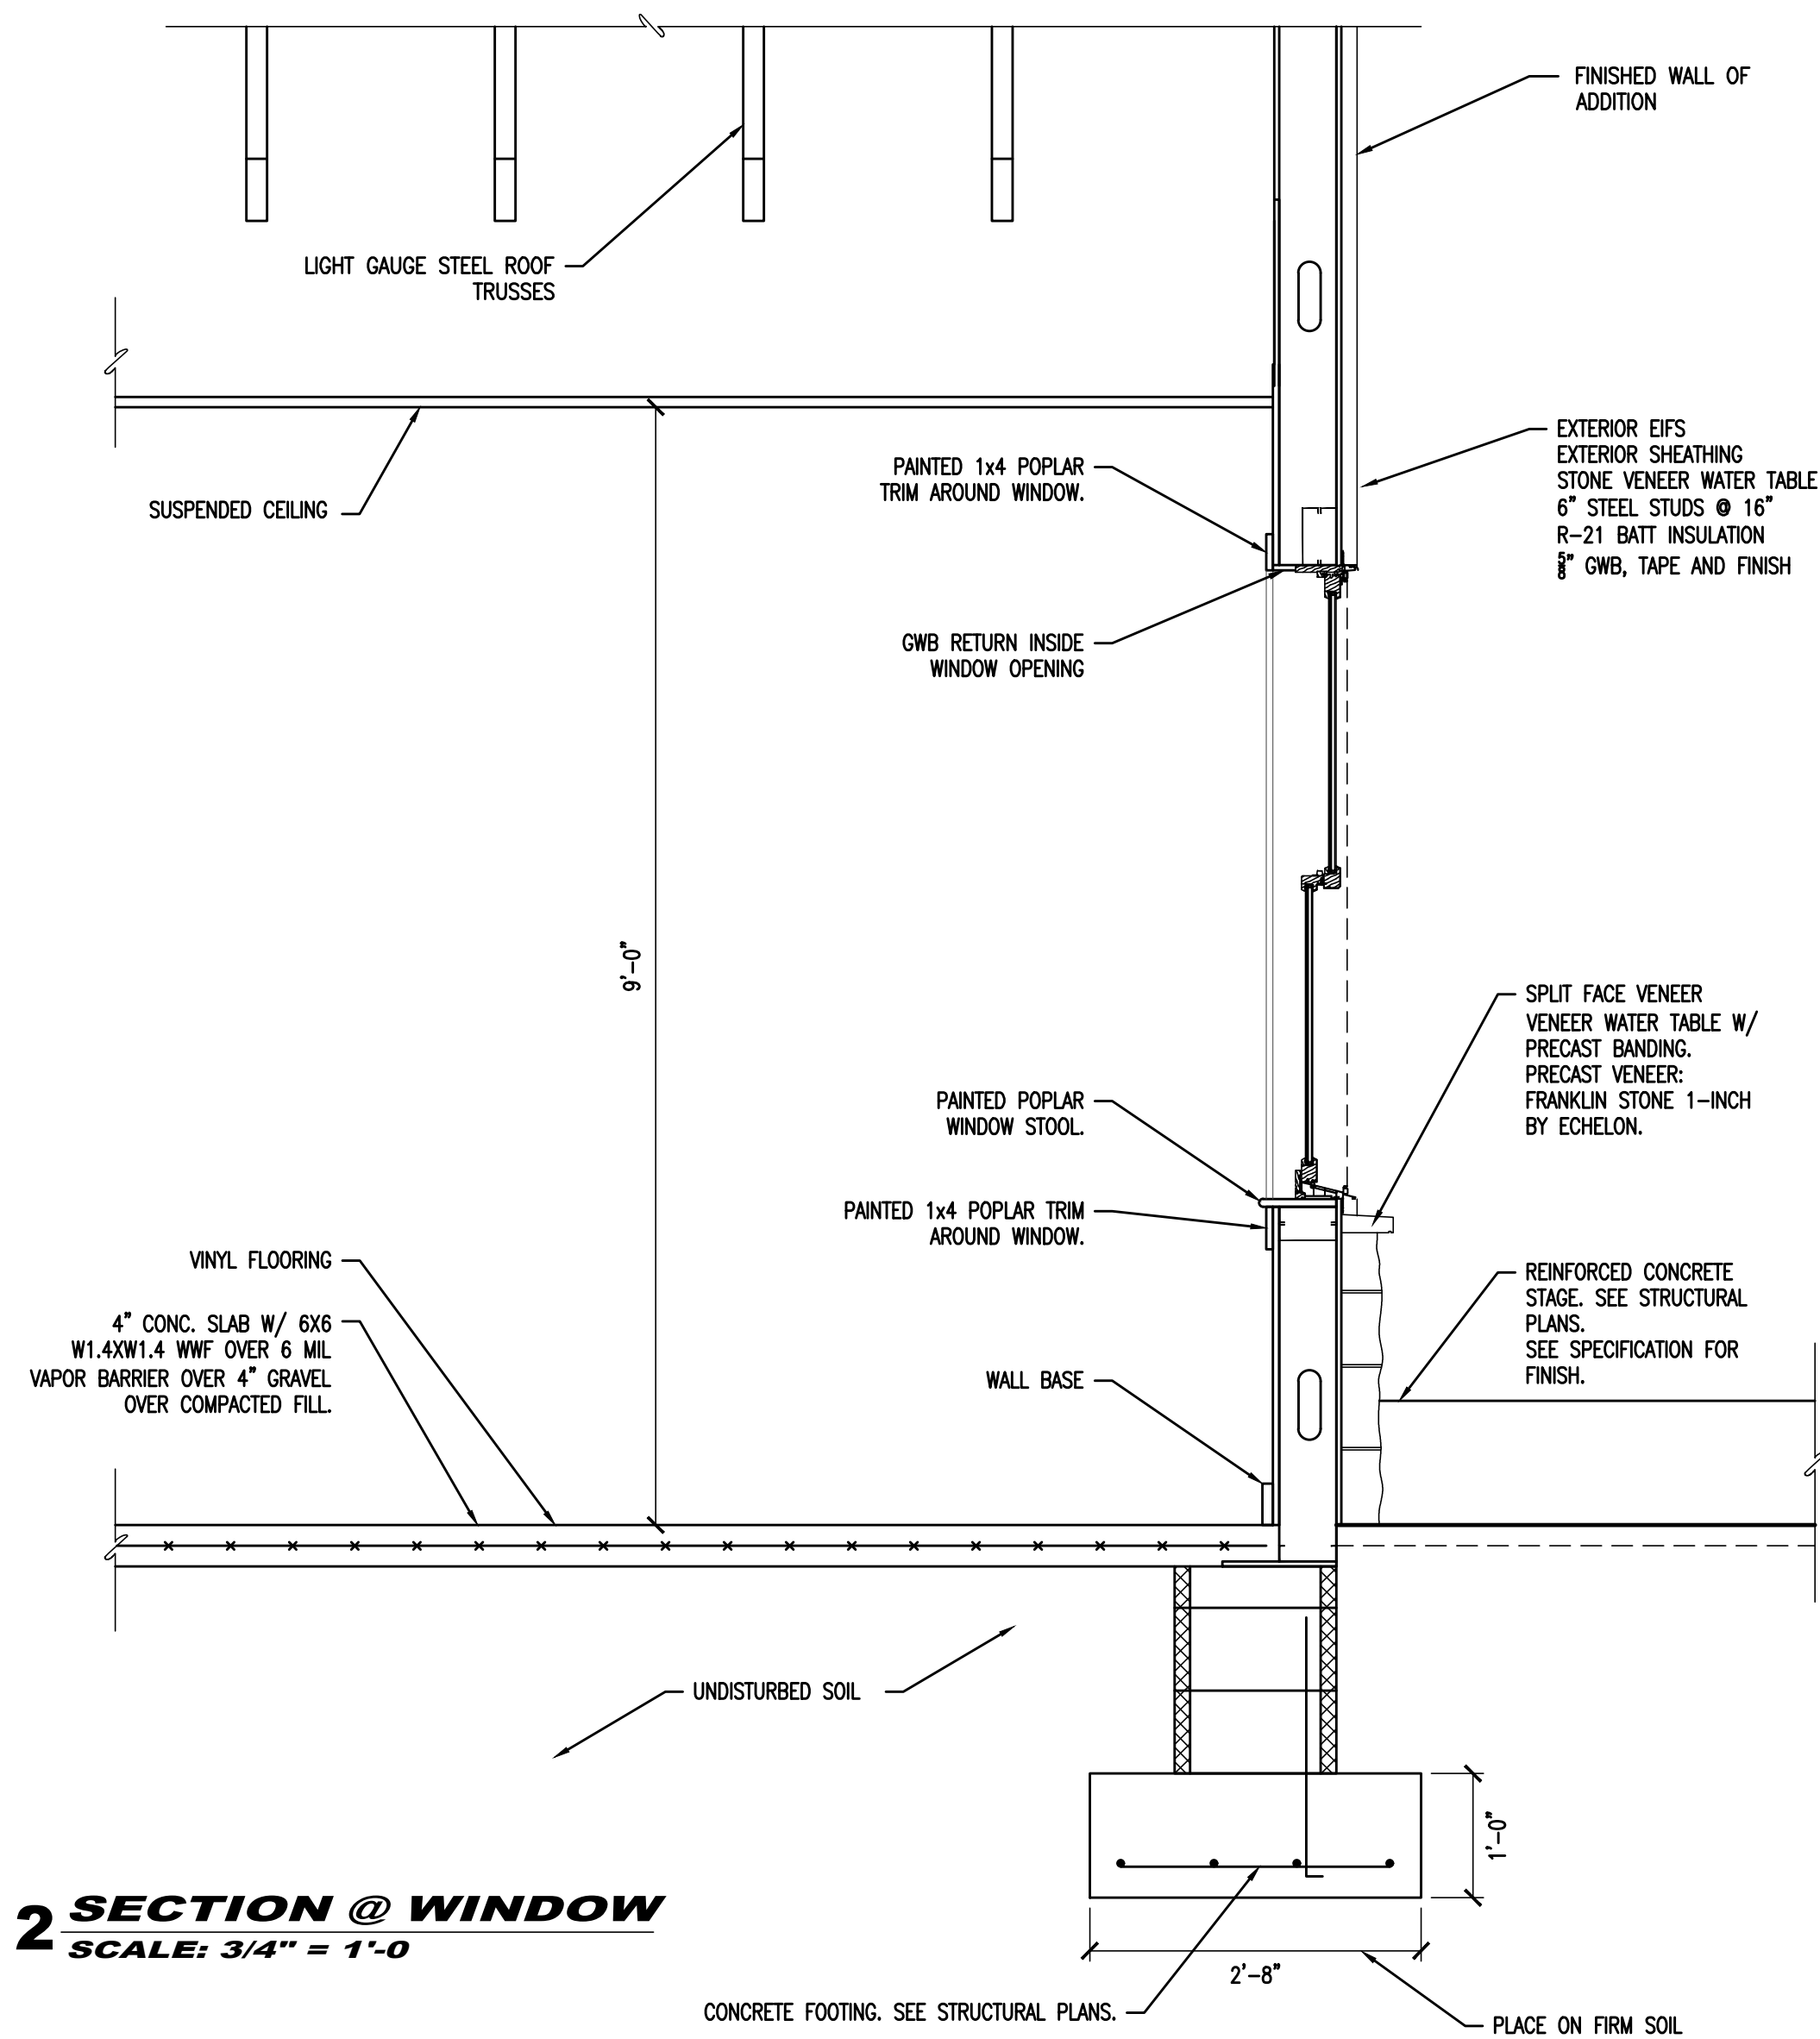 FINISHED WALL OF
ADDITION
LIGHT GAUGE STEEL ROOF
TRUSSES
SUSPENDED CEILING
PAINTED 1x4 POPLAR
TRIM AROUND WINDOW.
EXTERIOR EIFS
EXTERIOR SHEATHING
STONE VENEER WATER TABLE
6" STEEL STUDS @ 16"
R-21 BATT INSULATION
5/8" GWB, TAPE AND FINISH
GWB RETURN INSIDE
WINDOW OPENING
9'-0"
SPLIT FACE VENEER
VENEER WATER TABLE W/
PRECAST BANDING.
PRECAST VENEER:
FRANKLIN STONE 1-INCH
BY ECHELON.
PAINTED POPLAR
WINDOW STOOL.
PAINTED 1x4 POPLAR TRIM
AROUND WINDOW.
VINYL FLOORING
4" CONC. SLAB W/ 6X6
W1.4XW1.4 WWF OVER 6 MIL
VAPOR BARRIER OVER 4" GRAVEL
OVER COMPACTED FILL.
REINFORCED CONCRETE
STAGE. SEE STRUCTURAL
PLANS.
SEE SPECIFICATION FOR
FINISH.
WALL BASE
UNDISTURBED SOIL
1'-0"
2 SECTION @ WINDOW
SCALE: 3/4" = 1'-0
2'-8"
CONCRETE FOOTING. SEE STRUCTURAL PLANS.
PLACE ON FIRM SOIL